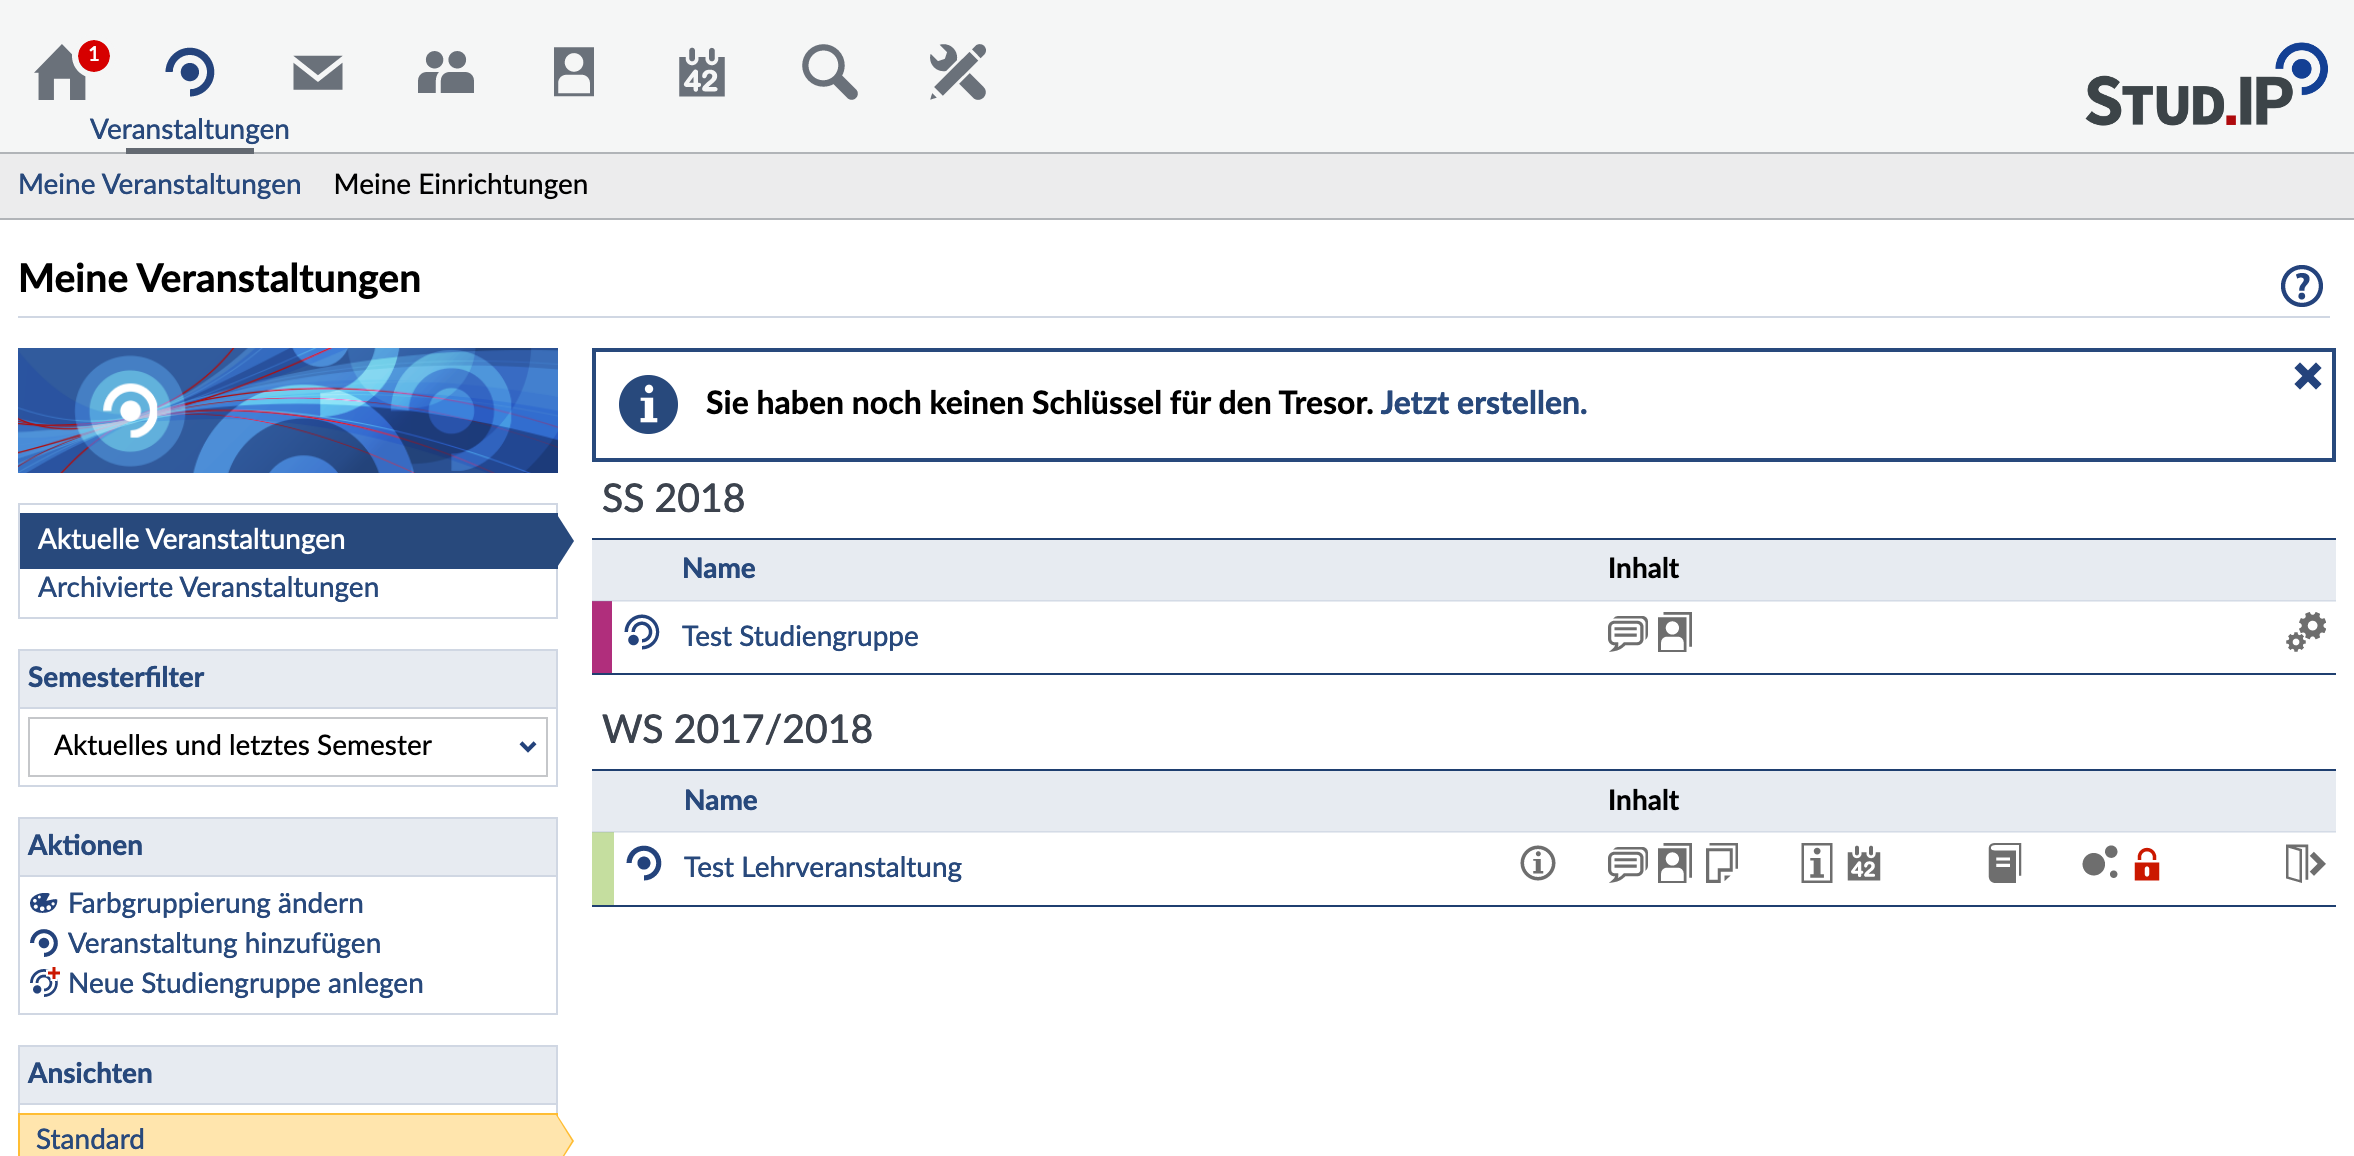 1
42
Veranstaltungen
STUD.IP
Meine Veranstaltungen Meine Einrichtungen
Meine Veranstaltungen
?
i Sie haben noch keinen Schlüssel für den Tresor. Jetzt erstellen.
Aktuelle Veranstaltungen
Archivierte Veranstaltungen
Semesterfilter
Aktuelles und letztes Semester
Aktionen
Farbgruppierung ändern
Veranstaltung hinzufügen
Neue Studiengruppe anlegen
Ansichten
Standard
SS 2018
Name Inhalt
Test Studiengruppe
WS 2017/2018
Name Inhalt
Test Lehrveranstaltung i i 42